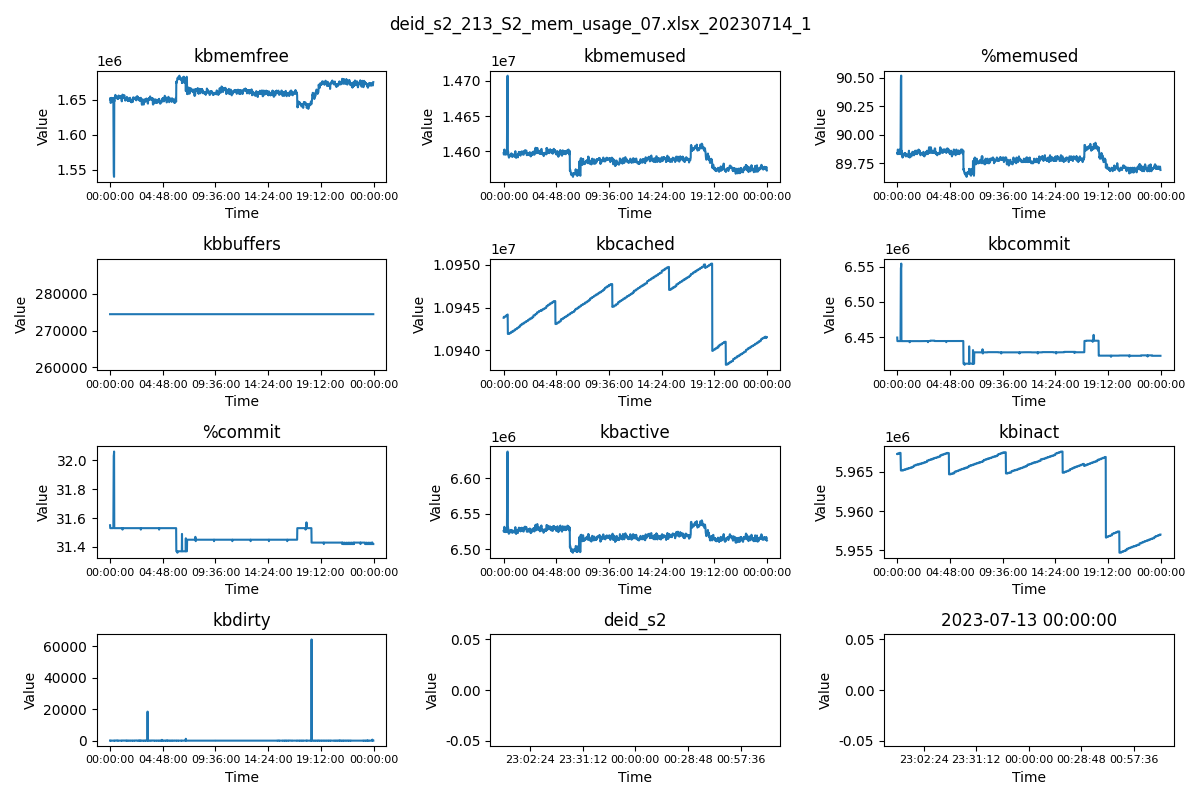 deid_s2_213_S2_mem_usage_07.xlsx_20230714_1
kbmemfree
1e6
Value
1.65
1.60
1.55
00:00:00 04:48:00 09:36:00 14:24:00 19:12:00 00:00:00
Time
kbmemused
1e7
Value
1.470
1.465
1.460
00:00:00 04:48:00 09:36:00 14:24:00 19:12:00 00:00:00
Time
%memused
Value
90.50
90.25
90.00
89.75
00:00:00 04:48:00 09:36:00 14:24:00 19:12:00 00:00:00
Time
kbbuffers
Value
280000
270000
260000
00:00:00 04:48:00 09:36:00 14:24:00 19:12:00 00:00:00
Time
kbcached
1e7
Value
1.0950
1.0945
1.0940
00:00:00 04:48:00 09:36:00 14:24:00 19:12:00 00:00:00
Time
kbcommit
1e6
Value
6.55
6.50
6.45
00:00:00 04:48:00 09:36:00 14:24:00 19:12:00 00:00:00
Time
%commit
Value
32.0
31.8
31.6
31.4
00:00:00 04:48:00 09:36:00 14:24:00 19:12:00 00:00:00
Time
kbactive
1e6
Value
6.60
6.55
6.50
00:00:00 04:48:00 09:36:00 14:24:00 19:12:00 00:00:00
Time
kbinact
1e6
Value
5.965
5.960
5.955
00:00:00 04:48:00 09:36:00 14:24:00 19:12:00 00:00:00
Time
kbdirty
Value
60000
40000
20000
0
00:00:00 04:48:00 09:36:00 14:24:00 19:12:00 00:00:00
Time
deid_s2
Value
0.05
0.00
-0.05
23:02:24 23:31:12 00:00:00 00:28:48 00:57:36
Time
2023-07-13 00:00:00
Value
0.05
0.00
-0.05
23:02:24 23:31:12 00:00:00 00:28:48 00:57:36
Time